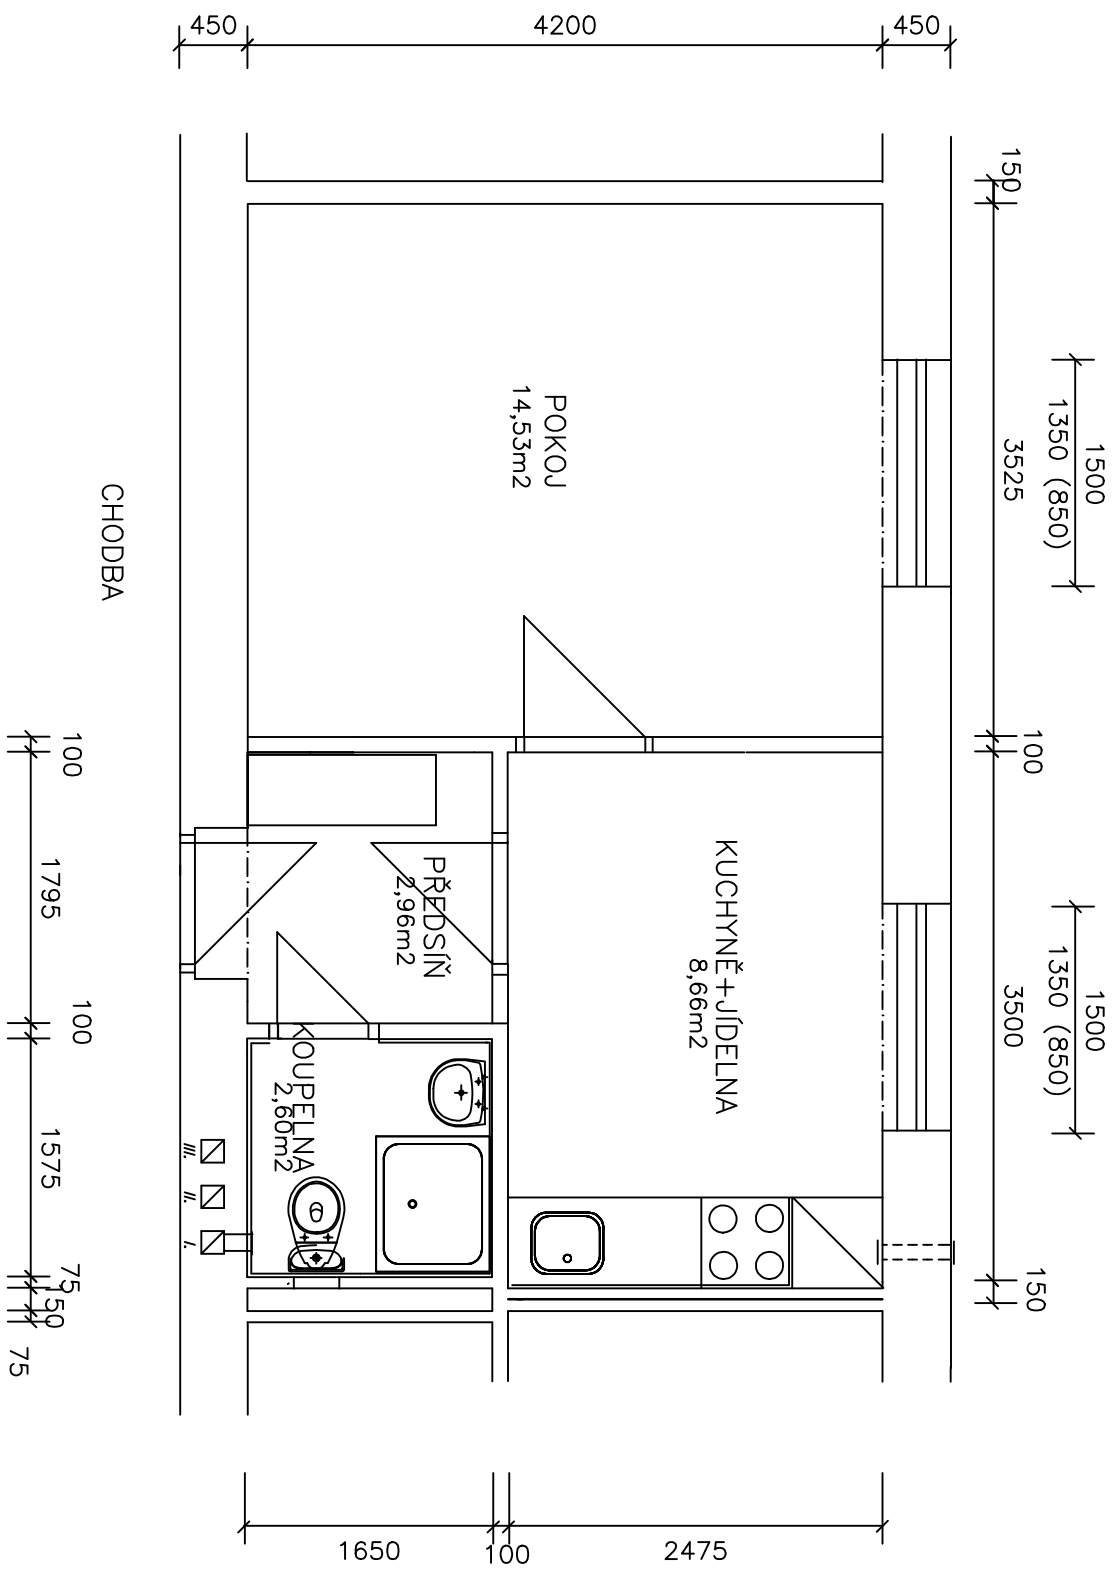 450
4200
450
150
1500
1350 (850)
3525
POKOJ
14,53m2
CHODBA
100
100
1795
PŘEDSÍŇ
2,96m2
KUCHYNĚ+JÍDELNA
8,66m2
1500
1350 (850)
3500
100
KOUPELNA
2,60m2
1575
III.
II.
I.
75
150
75
150
1650
100
2475